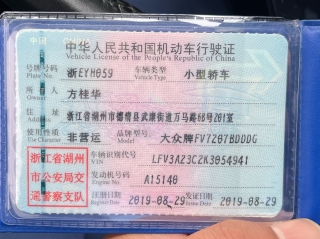 中华人民共和国机动车行驶证
Vehicle License of the People's Republic of China
号牌号码 浙EYH059 车辆类型 小型轿车
Plate No. Vehicle Type
所有人 方桂华
Owner
住址 浙江省湖州市德清县武康街道万马路68号201室
Address
使用性质 非营运 品牌型号 大众牌FV7207BDDDG
Use Character Model
浙江省湖州市公安局交通警察支队
车辆识别代号 LFV3A23C2K3054941
VIN
发动机号码 A15140
Engine No.
注册日期 2019-08-29 发证日期 2019-08-29
Register Date Issue Date